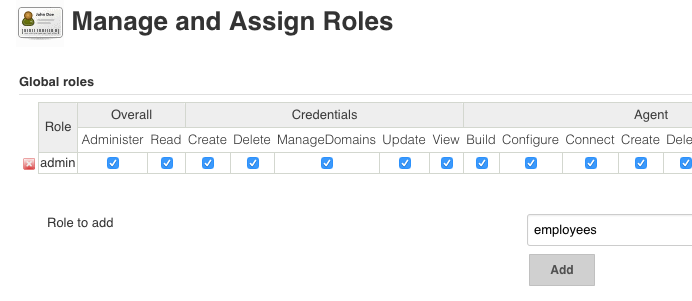 John Doe
Manage and Assign Roles
Global roles
Role Overall Credentials Agent
Administer Read Create Delete ManageDomains Update View Build Configure Connect Create Dele
admin
Role to add
employees
Add